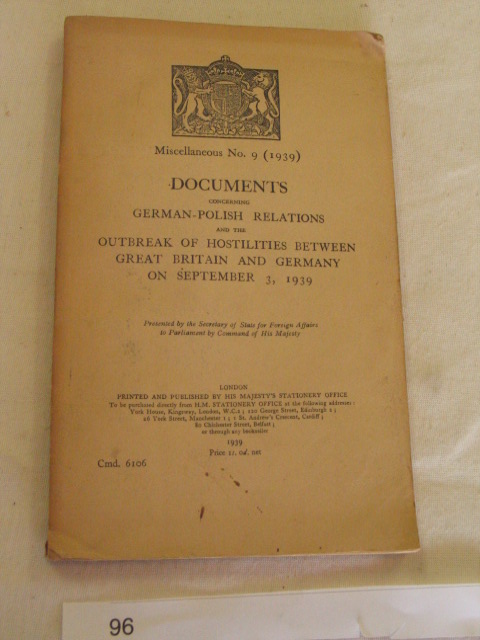 Miscellaneous No. 9 (1939)
DOCUMENTS
CONCERNING
GERMAN-POLISH RELATIONS
AND THE
OUTBREAK OF HOSTILITIES BETWEEN
GREAT BRITAIN AND GERMANY
ON SEPTEMBER 3, 1939
Presented by the Secretary of State for Foreign Affairs
to Parliament by Command of His Majesty
LONDON
PRINTED AND PUBLISHED BY HIS MAJESTY'S STATIONERY OFFICE
To be purchased directly from H.M. STATIONERY OFFICE at the following addresses:
York House, Kingsway, London, W.C.2; 120 George Street, Edinburgh 2;
26 York Street, Manchester 1; 1 St. Andrew's Crescent, Cardiff;
80 Chichester Street, Belfast;
or through any bookseller
1939
Price 1s. 0d. net
Cmd. 6106
96